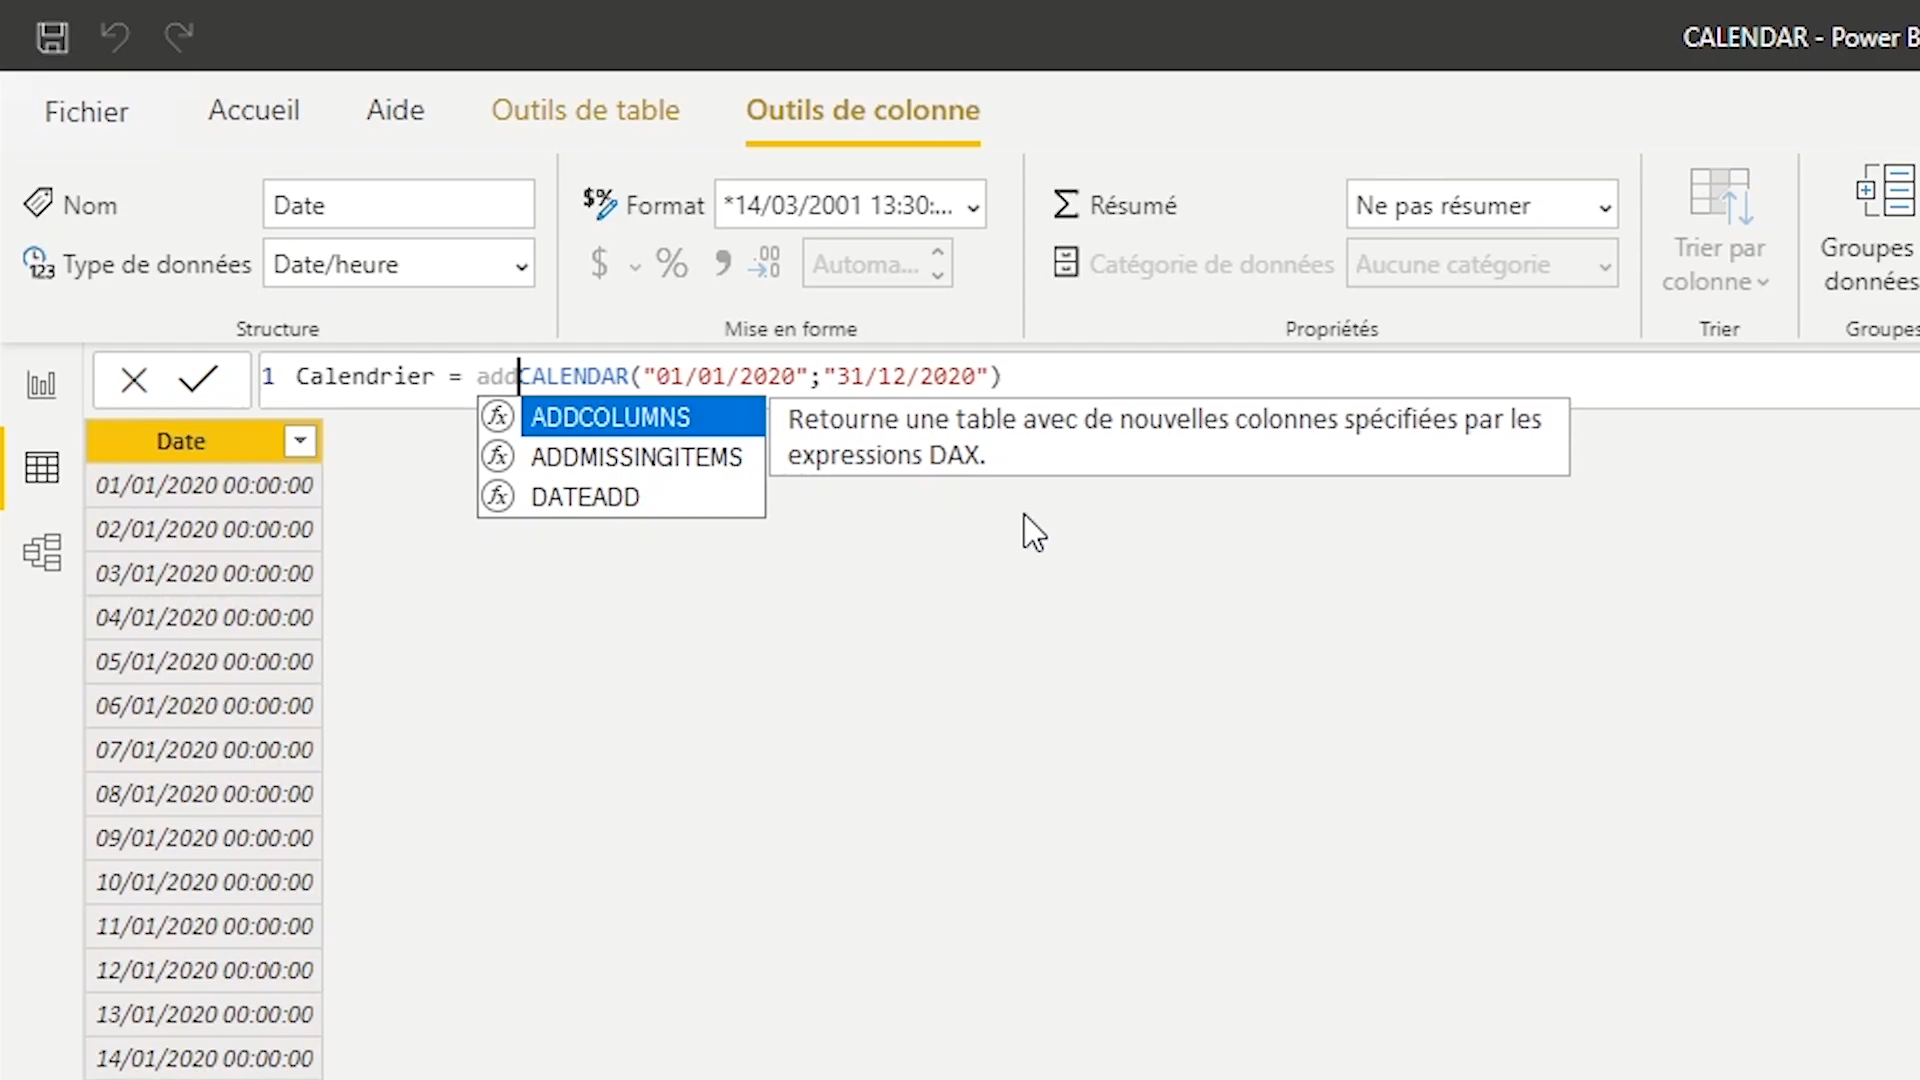 CALENDAR - Power B
Fichier Accueil Aide Outils de table Outils de colonne
Nom Date $% Format *14/03/2001 13:30:... Σ Résumé Ne pas résumer
Type de données Date/heure $ % 9 .00 Automa... Catégorie de données Aucune catégorie
Trier par
colonne
Groupes
données
Structure Mise en forme Propriétés Trier Groupes
1 Calendrier = addCALENDAR("01/01/2020";"31/12/2020")
fx ADDCOLUMNS
fx ADDMISSINGITEMS
fx DATEADD
Retourne une table avec de nouvelles colonnes spécifiées par les
expressions DAX.
Date
01/01/2020 00:00:00
02/01/2020 00:00:00
03/01/2020 00:00:00
04/01/2020 00:00:00
05/01/2020 00:00:00
06/01/2020 00:00:00
07/01/2020 00:00:00
08/01/2020 00:00:00
09/01/2020 00:00:00
10/01/2020 00:00:00
11/01/2020 00:00:00
12/01/2020 00:00:00
13/01/2020 00:00:00
14/01/2020 00:00:00